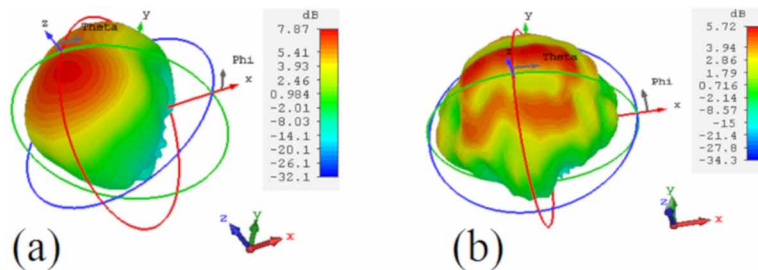 y
z
Theta
Phi
x
dB
7.87
5.41
3.93
2.46
0.984
-2.01
-8.03
-14.1
-20.1
-26.1
-32.1
z
y
x
(a)
y
z
Theta
Phi
x
dB
5.72
3.94
2.86
1.79
0.716
-2.14
-8.57
-15
-21.4
-27.8
-34.3
z
y
x
(b)